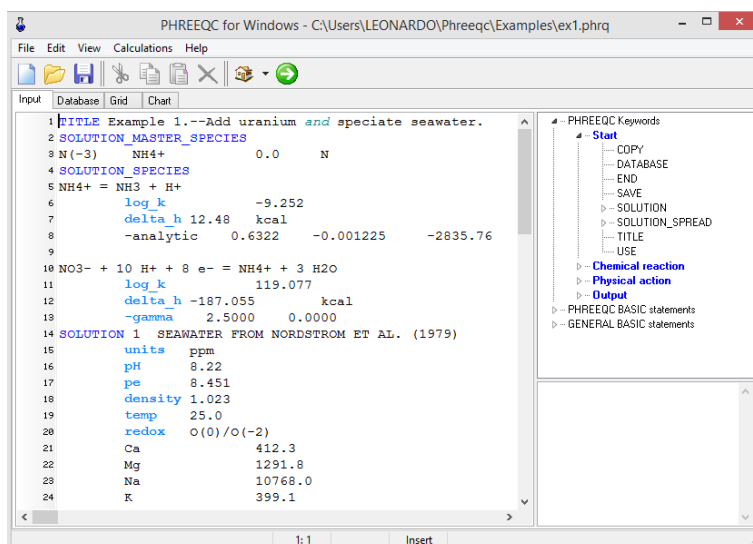 PHREEQC for Windows - C:\Users\LEONARDO\Phreeqc\Examples\ex1.phrq
File Edit View Calculations Help
Input Database Grid Chart
1 TITLE Example 1.--Add uranium and speciate seawater.
2 SOLUTION_MASTER_SPECIES
3 N(-3) NH4+ 0.0 N
4 SOLUTION_SPECIES
5 NH4+ = NH3 + H+
6 log_k -9.252
7 delta_h 12.48 kcal
8 -analytic 0.6322 -0.001225 -2835.76
9
10 NO3- + 10 H+ + 8 e- = NH4+ + 3 H2O
11 log_k 119.077
12 delta_h -187.055 kcal
13 -gamma 2.5000 0.0000
14 SOLUTION 1 SEAWATER FROM NORDSTROM ET AL. (1979)
15 units ppm
16 pH 8.22
17 pe 8.451
18 density 1.023
19 temp 25.0
20 redox O(0)/O(-2)
21 Ca 412.3
22 Mg 1291.8
23 Na 10768.0
24 K 399.1
PHREEQC Keywords
Start
COPY
DATABASE
END
SAVE
SOLUTION
SOLUTION_SPREAD
TITLE
USE
Chemical reaction
Physical action
Output
PHREEQC BASIC statements
GENERAL BASIC statements
1: 1 Insert